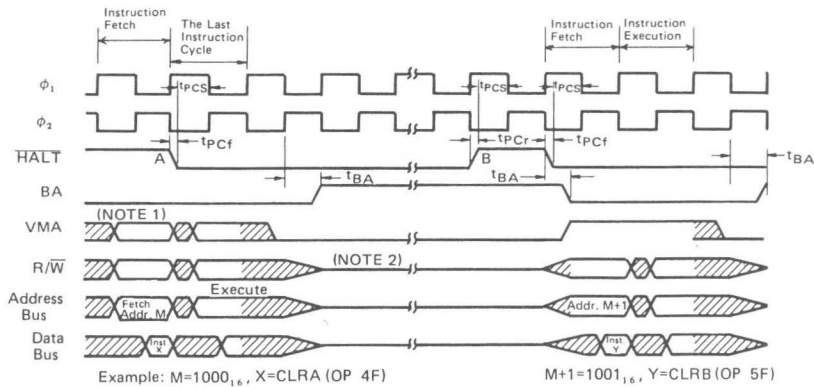 Instruction Fetch
The Last Instruction Cycle
Instruction Fetch
Instruction Execution
φ₁
tPCS
tPCS
tPCS
φ₂
tPCf
tPCr
tPCf
HALT
A
B
tBA
BA
tBA
tBA
(NOTE 1)
VMA
R/W
(NOTE 2)
Execute
Address Bus
Fetch Addr. M
Addr. M+1
Data Bus
Inst X
Inst Y
Example: M=1000₁₆, X=CLRA (OP 4F)
M+1=1001₁₆, Y=CLRB (OP 5F)